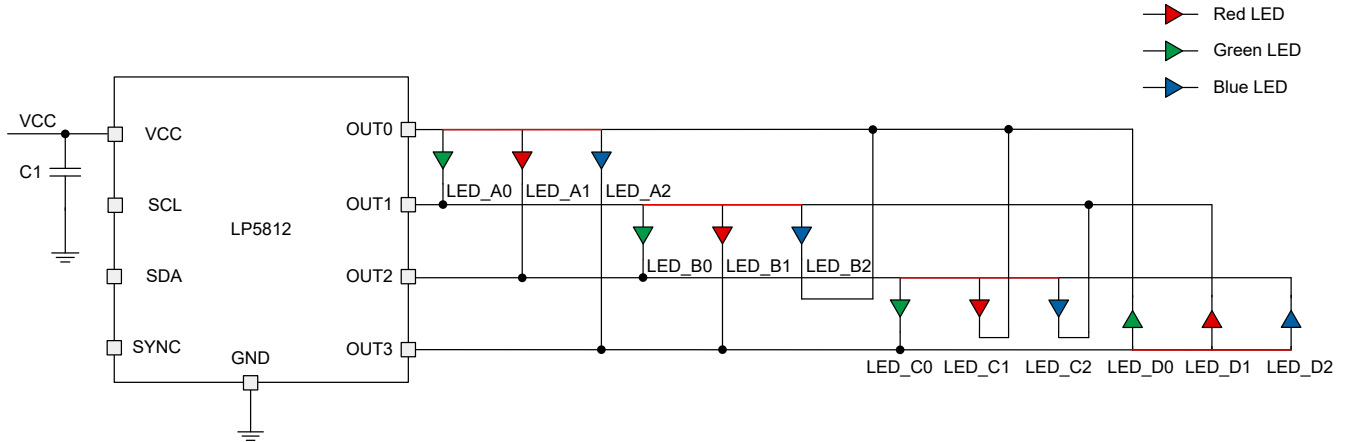 Red LED
Green LED
Blue LED
VCC
C1
VCC
SCL
SDA
SYNC
LP5812
GND
OUT0
OUT1
OUT2
OUT3
LED_A0 LED_A1 LED_A2
LED_B0 LED_B1 LED_B2
LED_C0 LED_C1 LED_C2 LED_D0 LED_D1 LED_D2